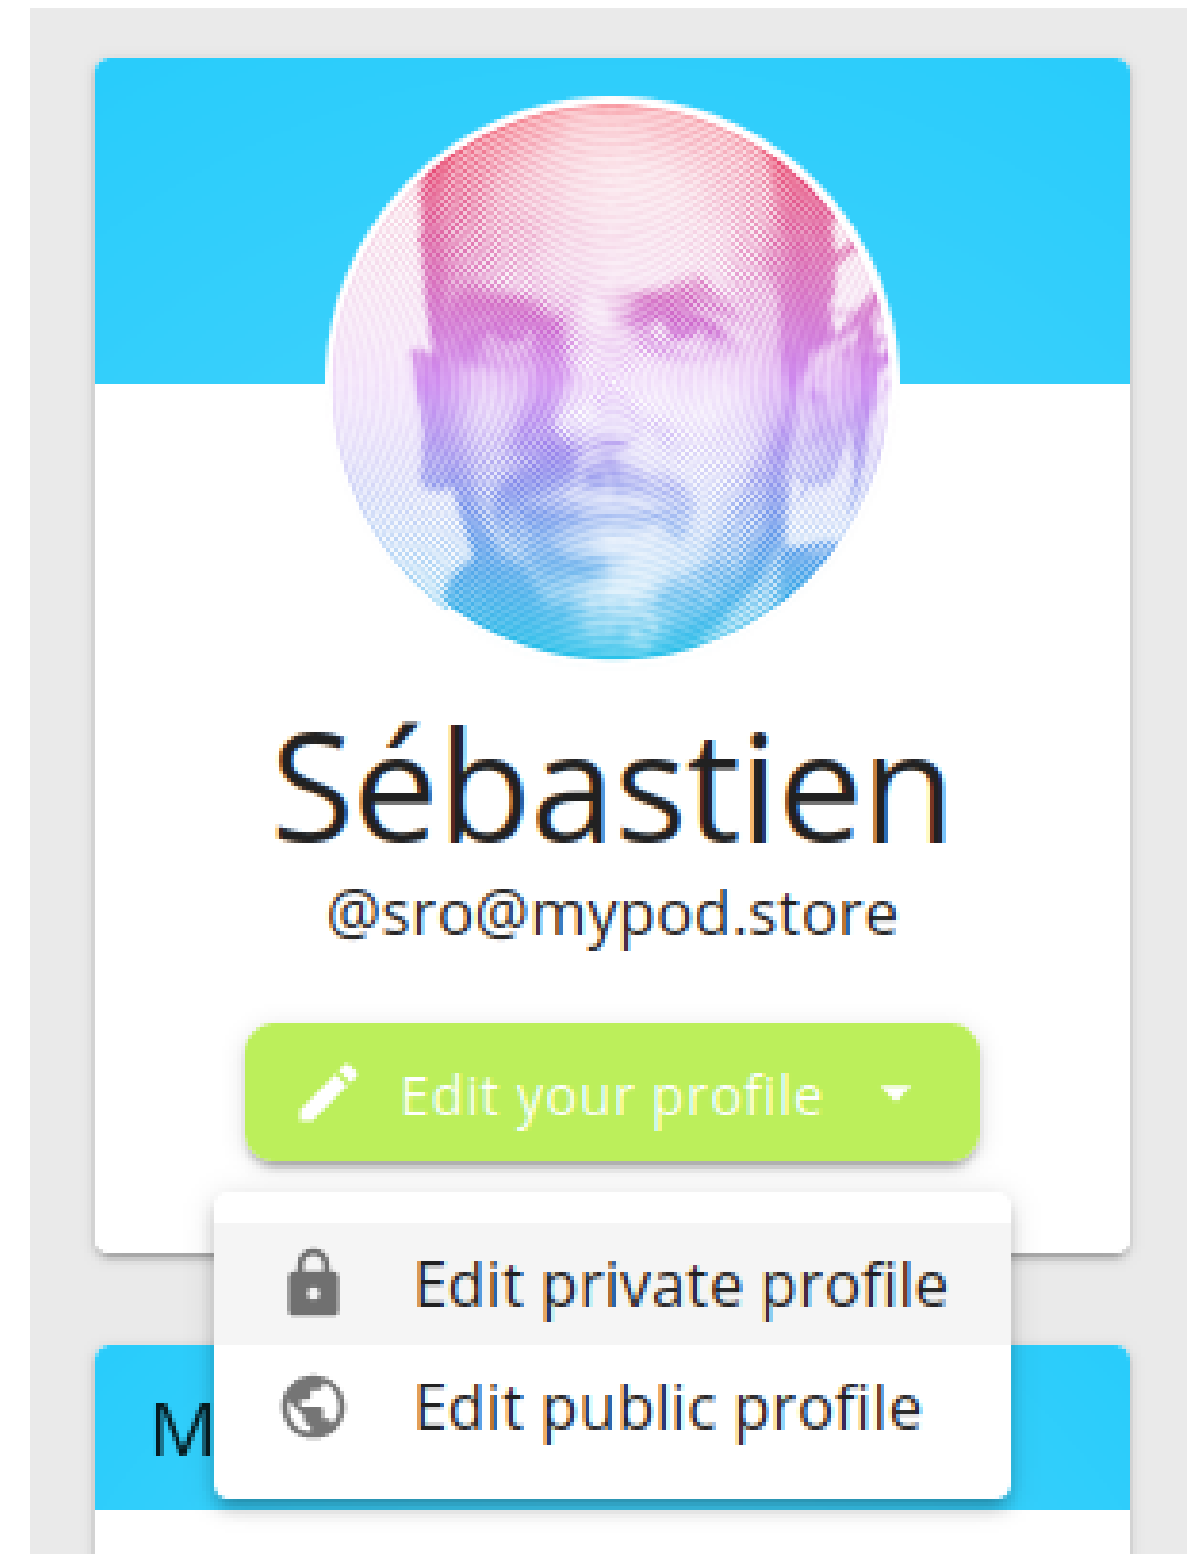 Sébastien
@sro@mypod.store
Edit your profile
Edit private profile
Edit public profile
M